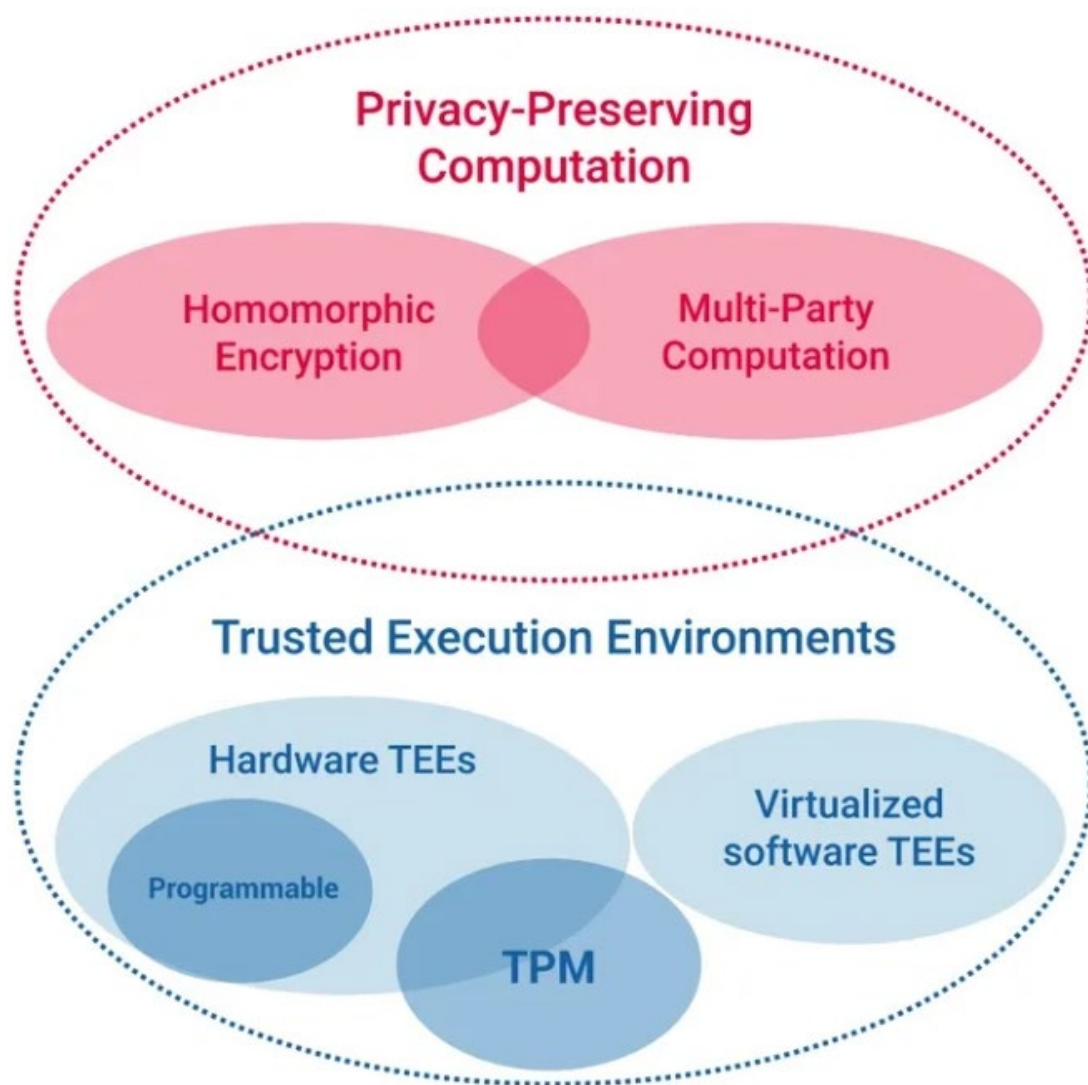 Privacy-Preserving
Computation
Homomorphic
Encryption
Multi-Party
Computation
Trusted Execution Environments
Hardware TEEs
Programmable
TPM
Virtualized
software TEEs